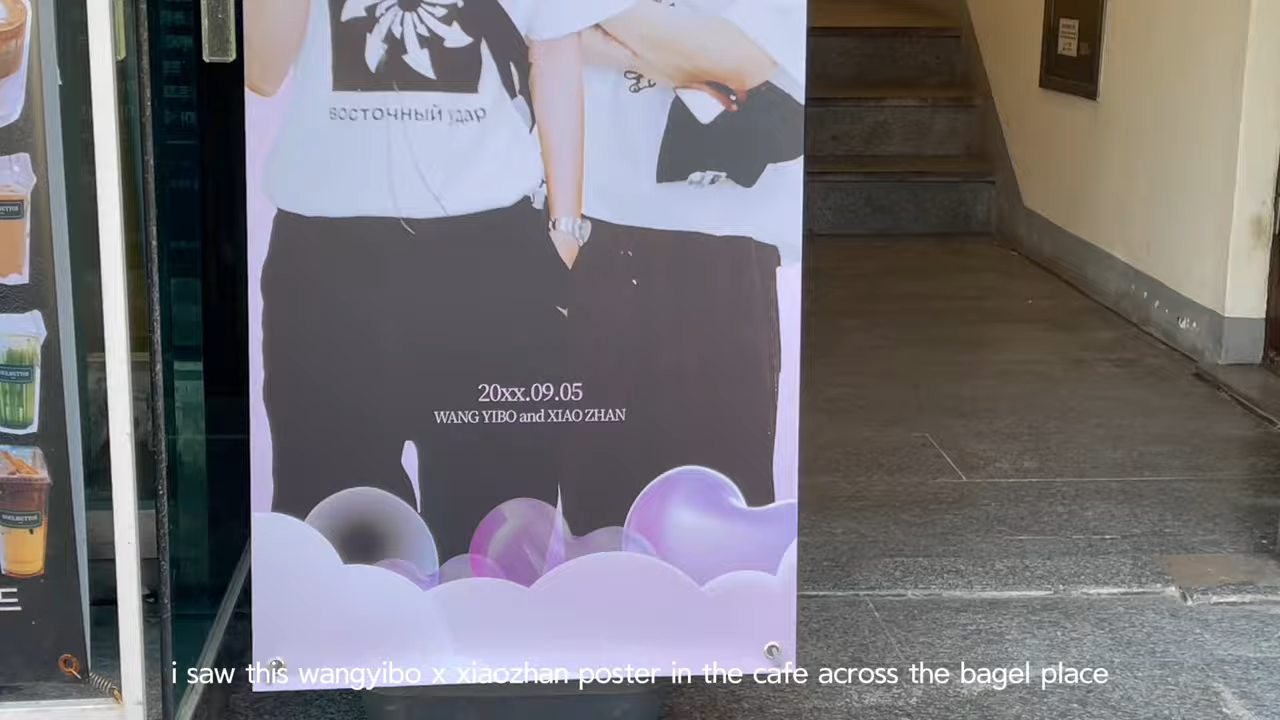 восточный удар
20xx.09.05
WANG YIBO and XIAO ZHAN
드
i saw this wangyibo x xiaozhan poster in the cafe across the bagel place